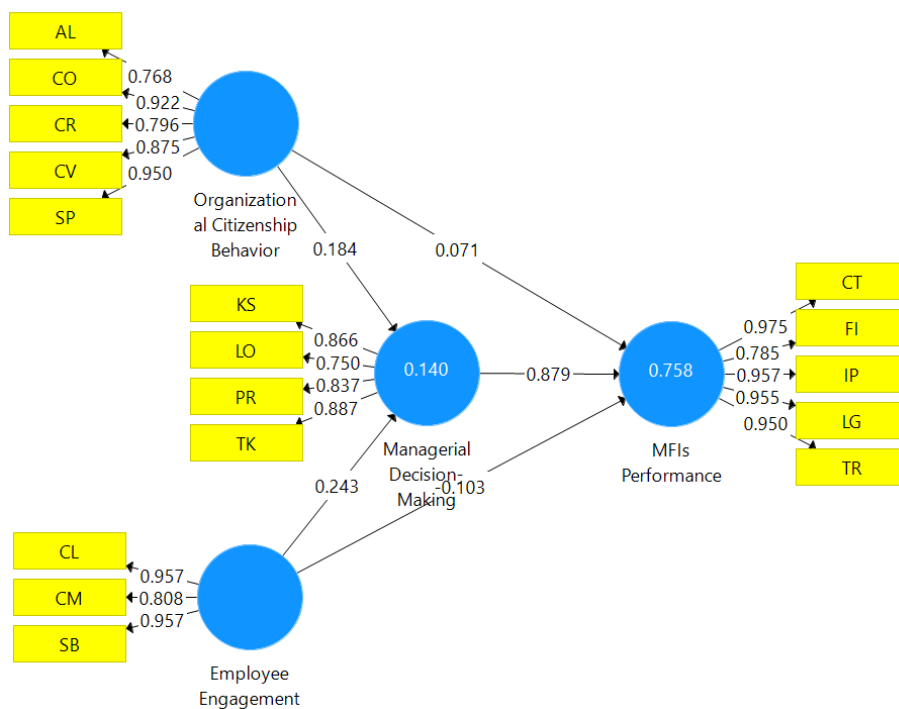 AL
CO
CR
CV
SP
0.768
0.922
0.796
0.875
0.950
Organization
al Citizenship
Behavior
0.184
0.071
KS
LO
PR
TK
0.866
0.750
0.837
0.887
0.140
Managerial
Decision-
Making
0.879
0.758
MFIs
Performance
CT
FI
IP
LG
TR
0.975
0.785
0.957
0.955
0.950
0.243
-0.103
CL
CM
SB
0.957
0.808
0.957
Employee
Engagement